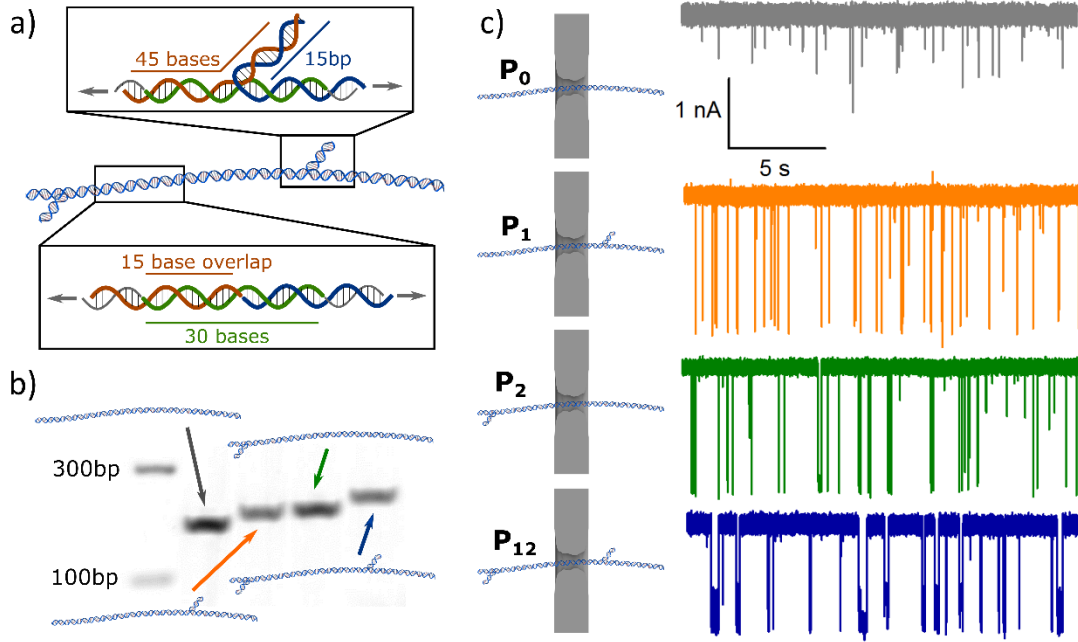 a)
45 bases
15bp
15 base overlap
30 bases
b)
300bp
100bp
c)
P0
1 nA
5 s
P1
P2
P12